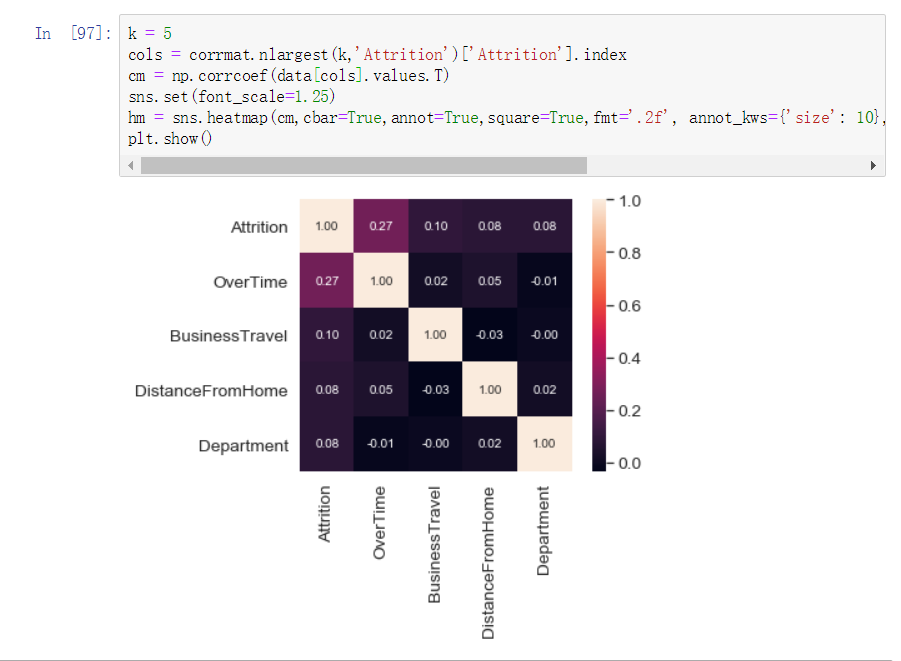 In [97]:
k = 5
cols = corrmat.nlargest(k,'Attrition')['Attrition'].index
cm = np.corrcoef(data[cols].values.T)
sns.set(font_scale=1.25)
hm = sns.heatmap(cm,cbar=True,annot=True,square=True,fmt='.2f', annot_kws={'size': 10},
plt.show()
Attrition 1.00 0.27 0.10 0.08 0.08
OverTime 0.27 1.00 0.02 0.05 -0.01
BusinessTravel 0.10 0.02 1.00 -0.03 -0.00
DistanceFromHome 0.08 0.05 -0.03 1.00 0.02
Department 0.08 -0.01 -0.00 0.02 1.00
Attrition
OverTime
BusinessTravel
DistanceFromHome
Department
1.0
0.8
0.6
0.4
0.2
0.0